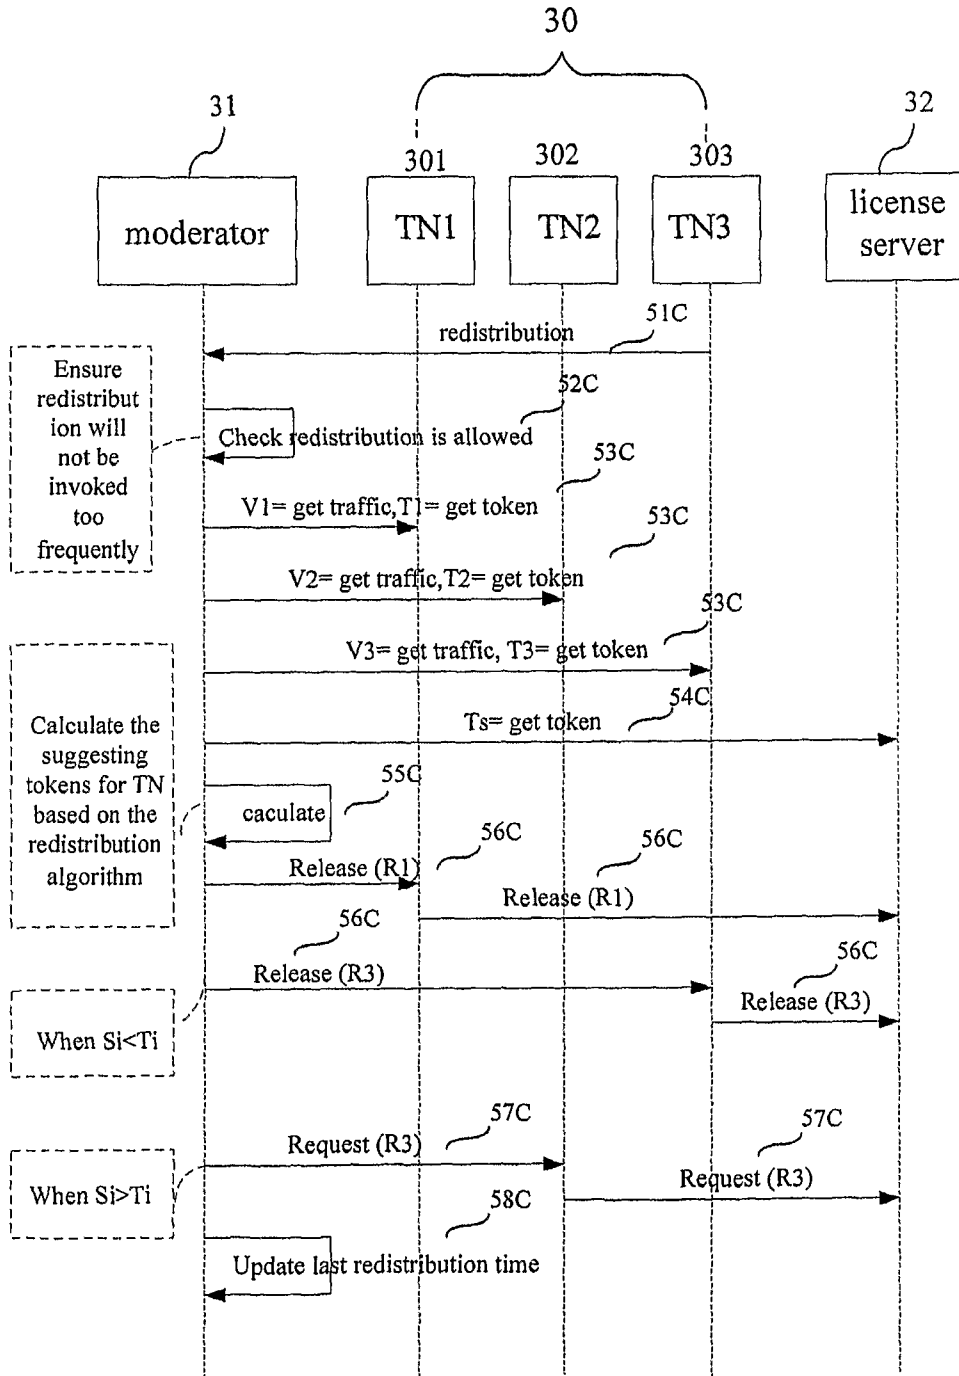 30
31
32
301
302
303
moderator
TN1
TN2
TN3
license
server
51C
redistribution
Ensure
redistribut
ion will
not be
invoked
too
frequently
52C
Check redistribution is allowed
53C
V1= get traffic,T1= get token
53C
V2= get traffic,T2= get token
53C
V3= get traffic, T3= get token
54C
Ts= get token
Calculate the
suggesting
tokens for TN
based on the
redistribution
algorithm
55C
caculate
56C
Release (R1)
56C
Release (R1)
56C
Release (R3)
56C
Release (R3)
When Si<Ti
57C
Request (R3)
57C
Request (R3)
When Si>Ti
58C
Update last redistribution time